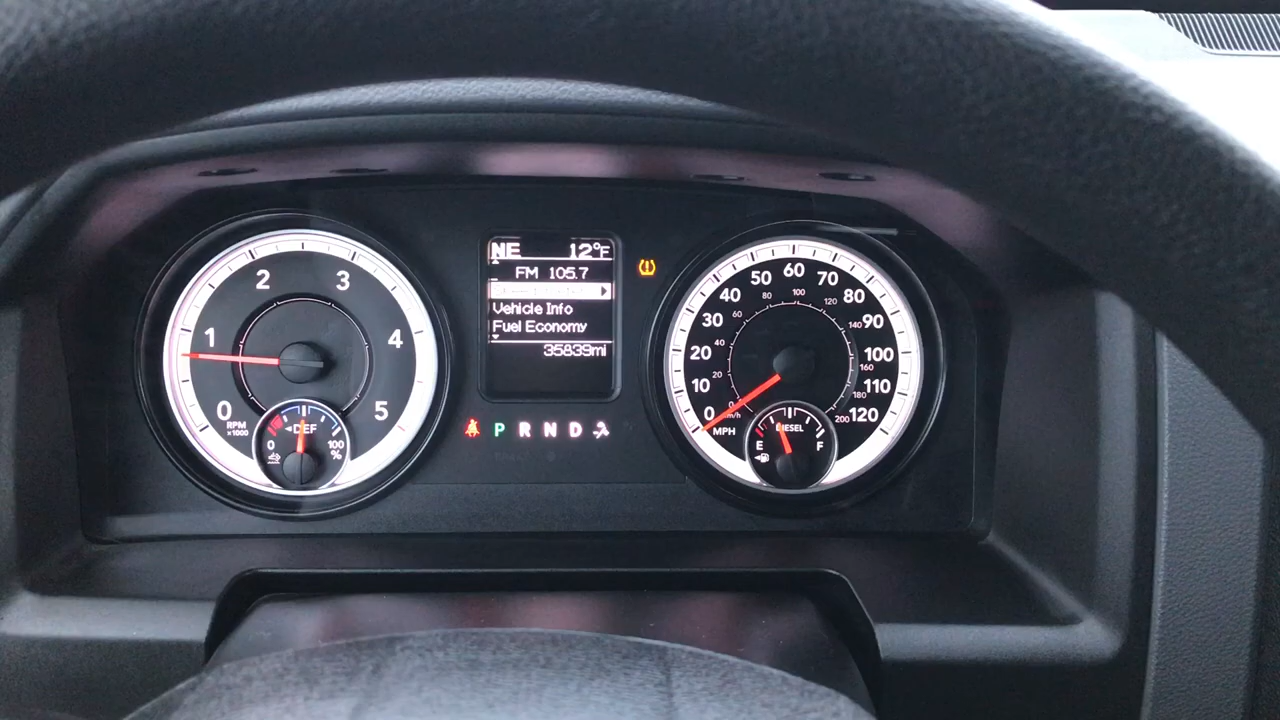 0 1 2 3 4 5
RPM
×1000
DEF
0 100
%
NE 12°F
FM 105.7
Vehicle Info
Fuel Economy
35839mi
P R N D
0 10 20 30 40 50 60 70 80 90 100 110 120
MPH
0 20 40 60 80 100 120 140 160 180 200
km/h
DIESEL
E F